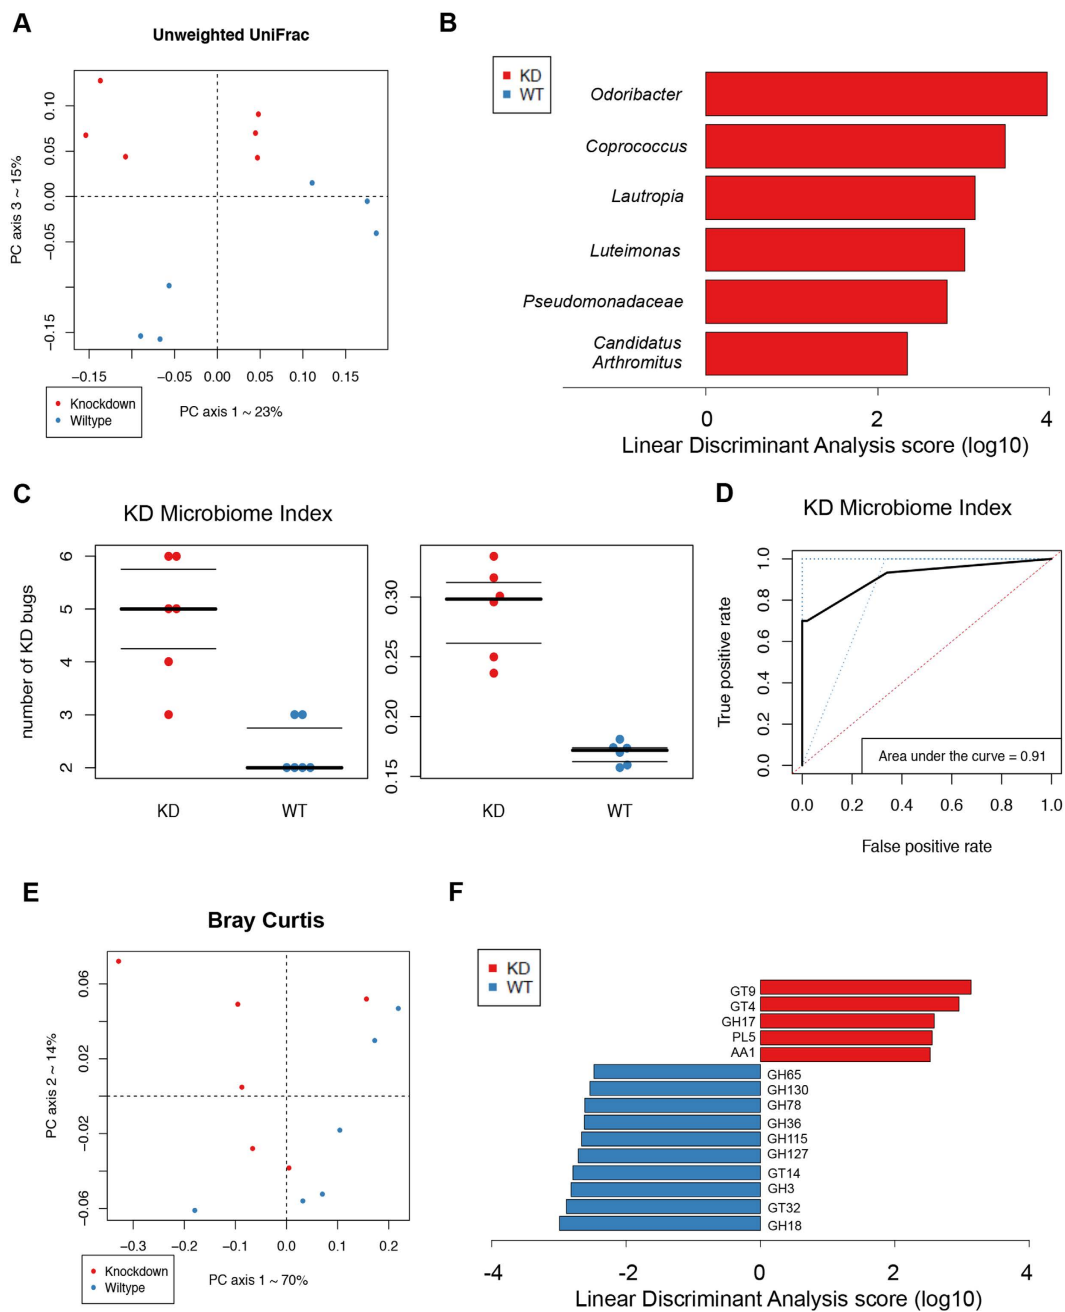 A
Unweighted UniFrac
PC axis 3 ~ 15%
0.10
0.05
0.00
−0.05
−0.15
−0.15
−0.05
0.00
0.05
0.10
0.15
PC axis 1 ~ 23%
Knockdown
Wiltype
B
KD
WT
Odoribacter
Coprococcus
Lautropia
Luteimonas
Pseudomonadaceae
Candidatus
Arthromitus
0
2
4
Linear Discriminant Analysis score (log10)
C
KD Microbiome Index
number of KD bugs
6
5
4
3
2
KD
WT
0.30
0.25
0.20
0.15
KD
WT
D
KD Microbiome Index
True positive rate
1.0
0.8
0.6
0.4
0.2
0.0
Area under the curve = 0.91
0.0
0.2
0.4
0.6
0.8
1.0
False positive rate
E
Bray Curtis
PC axis 2 ~ 14%
0.06
0.02
−0.02
−0.06
−0.3
−0.2
−0.1
0.0
0.1
0.2
PC axis 1 ~ 70%
Knockdown
Wiltype
F
KD
WT
GT9
GT4
GH17
PL5
AA1
GH65
GH130
GH78
GH36
GH115
GH127
GT14
GH3
GT32
GH18
-4
-2
0
2
4
Linear Discriminant Analysis score (log10)